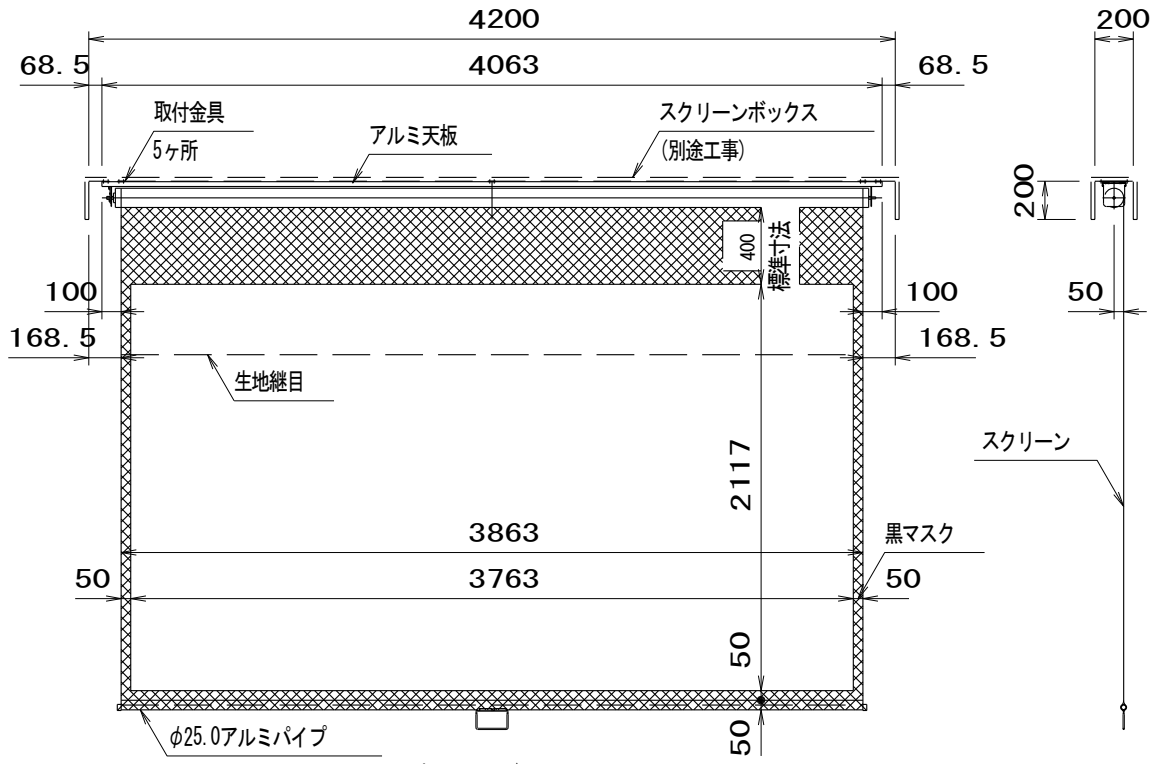 4200
200
68.5
4063
68.5
取付金具
5ヶ所
アルミ天板
スクリーンボックス
(別途工事)
200
400
標準寸法
100
100
50
168.5
168.5
生地継目
2117
スクリーン
3863
黒マスク
50
3763
50
50
50
φ25.0アルミパイプ